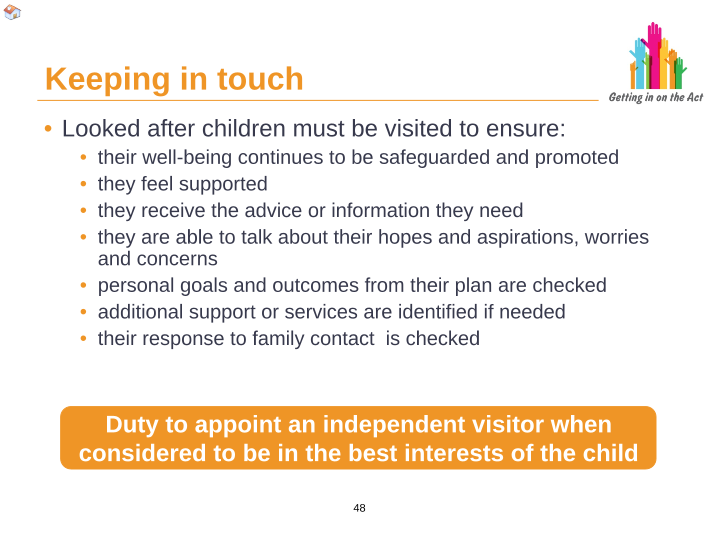 Getting in on the Act
Keeping in touch
• Looked after children must be visited to ensure:
• their well-being continues to be safeguarded and promoted
• they feel supported
• they receive the advice or information they need
• they are able to talk about their hopes and aspirations, worries
and concerns
• personal goals and outcomes from their plan are checked
• additional support or services are identified if needed
• their response to family contact  is checked
Duty to appoint an independent visitor when
considered to be in the best interests of the child
48